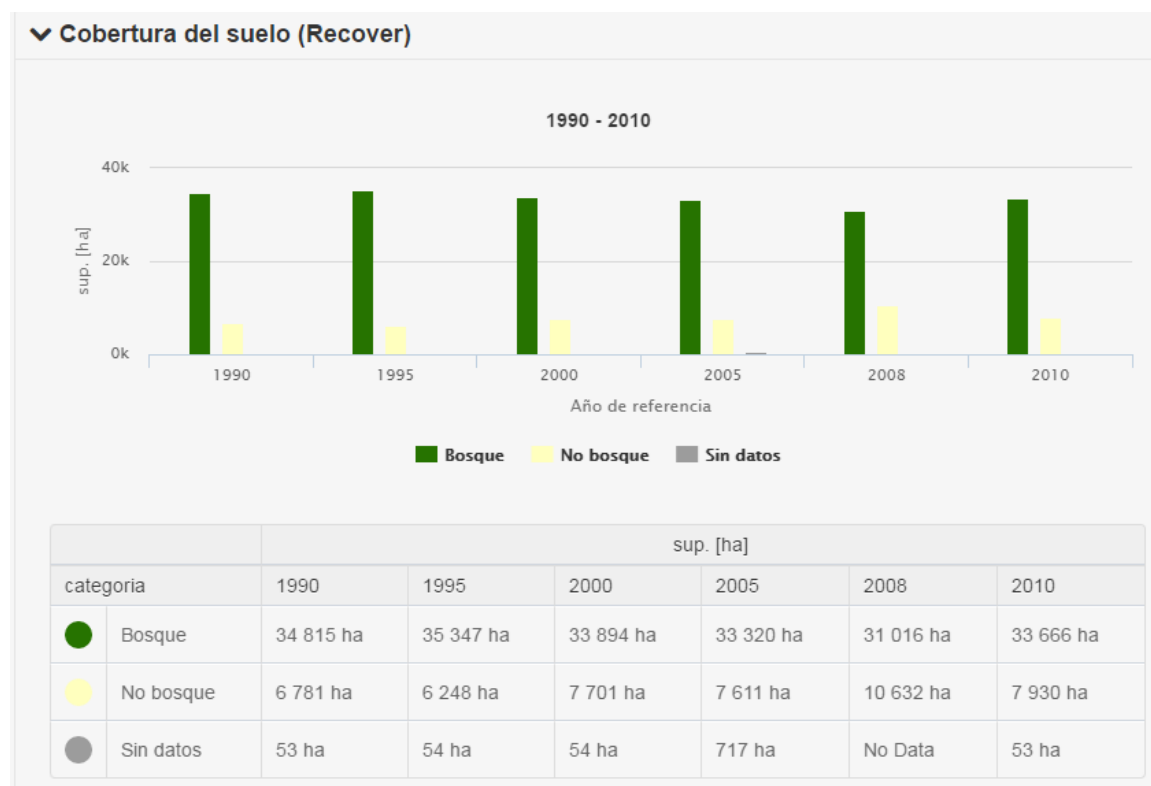 Cobertura del suelo (Recover)
1990 - 2010
40k
20k
0k
sup. [ha]
1990 1995 2000 2005 2008 2010
Año de referencia
Bosque No bosque Sin datos
sup. [ha]
categoria 1990 1995 2000 2005 2008 2010
Bosque 34 815 ha 35 347 ha 33 894 ha 33 320 ha 31 016 ha 33 666 ha
No bosque 6 781 ha 6 248 ha 7 701 ha 7 611 ha 10 632 ha 7 930 ha
Sin datos 53 ha 54 ha 54 ha 717 ha No Data 53 ha